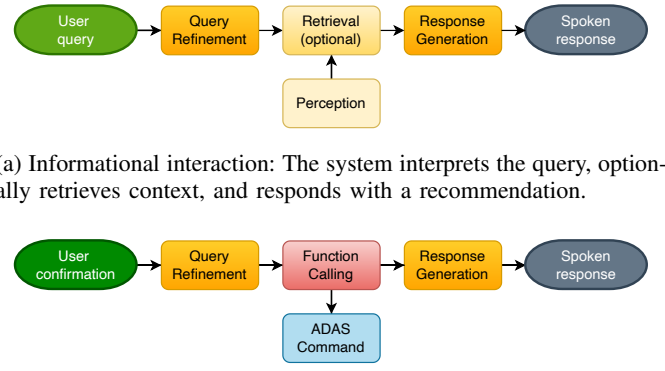 User
query
Query
Refinement
Retrieval
(optional)
Response
Generation
Spoken
response
Perception
(a) Informational interaction: The system interprets the query, option-
ally retrieves context, and responds with a recommendation.
User
confirmation
Query
Refinement
Function
Calling
Response
Generation
Spoken
response
ADAS
Command